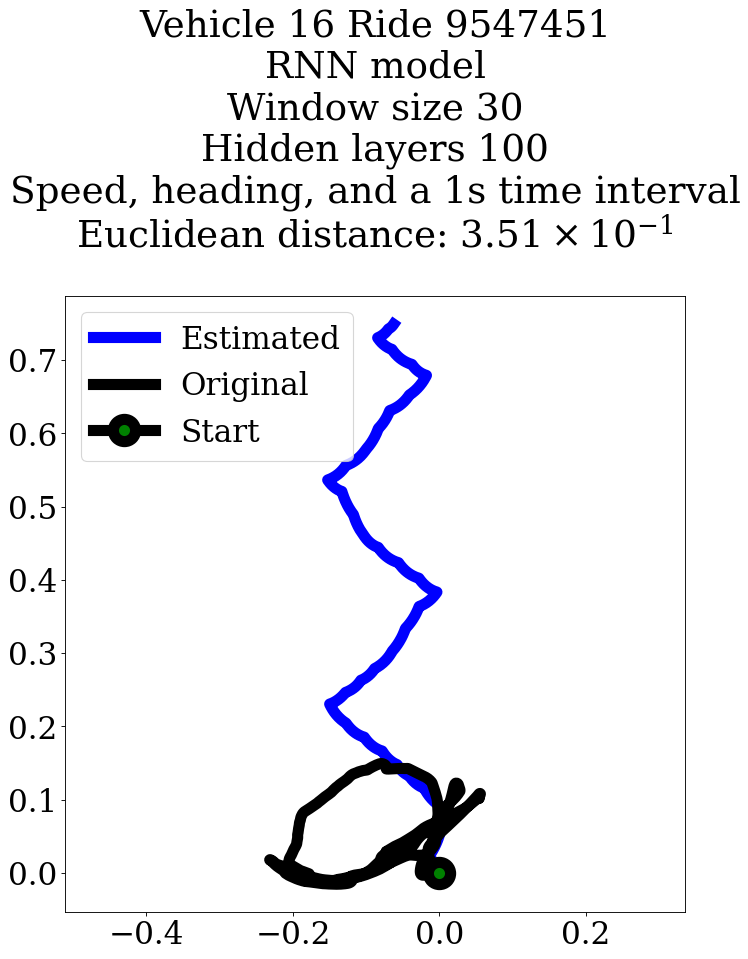 Vehicle 16 Ride 9547451
RNN model
Window size 30
Hidden layers 100
Speed, heading, and a 1s time interval
Euclidean distance: 3.51 × 10⁻¹
Estimated
Original
Start
0.7
0.6
0.5
0.4
0.3
0.2
0.1
0.0
−0.4 −0.2 0.0 0.2